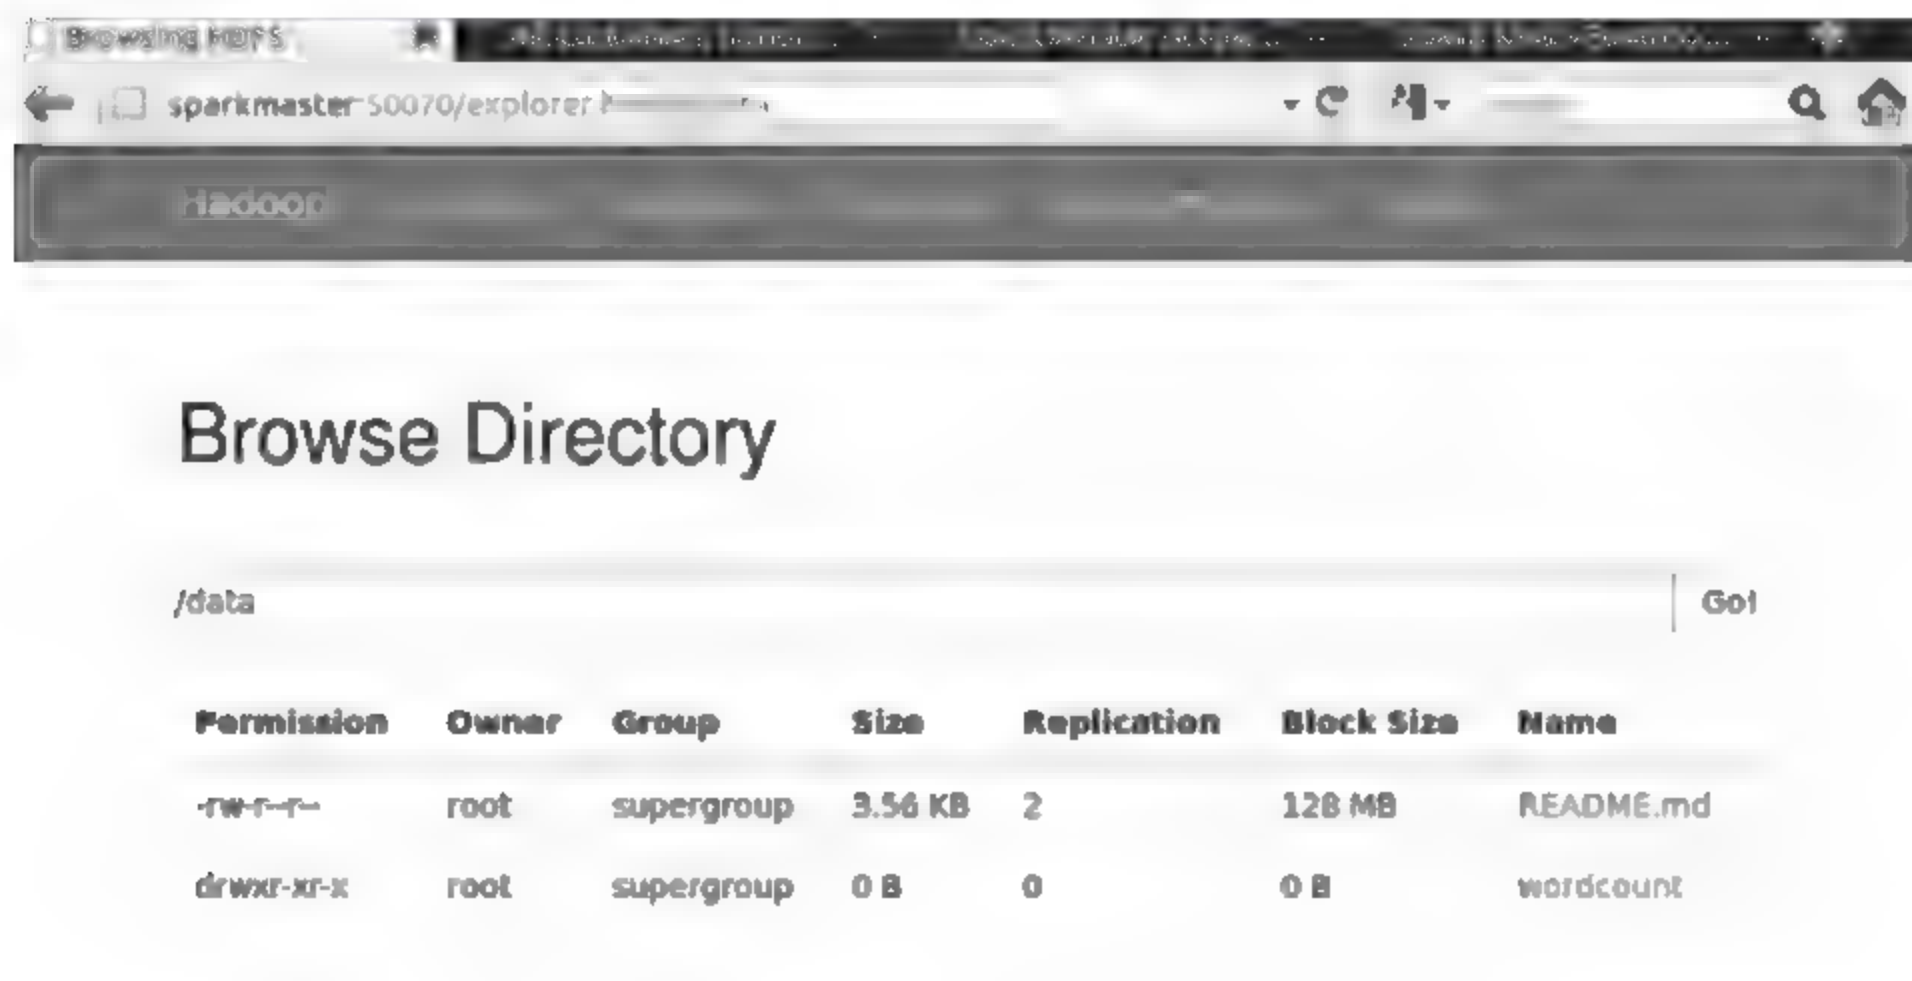 Browsing HDFS
sparkmaster:50070/explorer
Hadoop
Browse Directory
/data Go!
Permission Owner Group Size Replication Block Size Name
-rw-r--r-- root supergroup 3.56 KB 2 128 MB README.md
drwxr-xr-x root supergroup 0 B 0 0 B wordcount